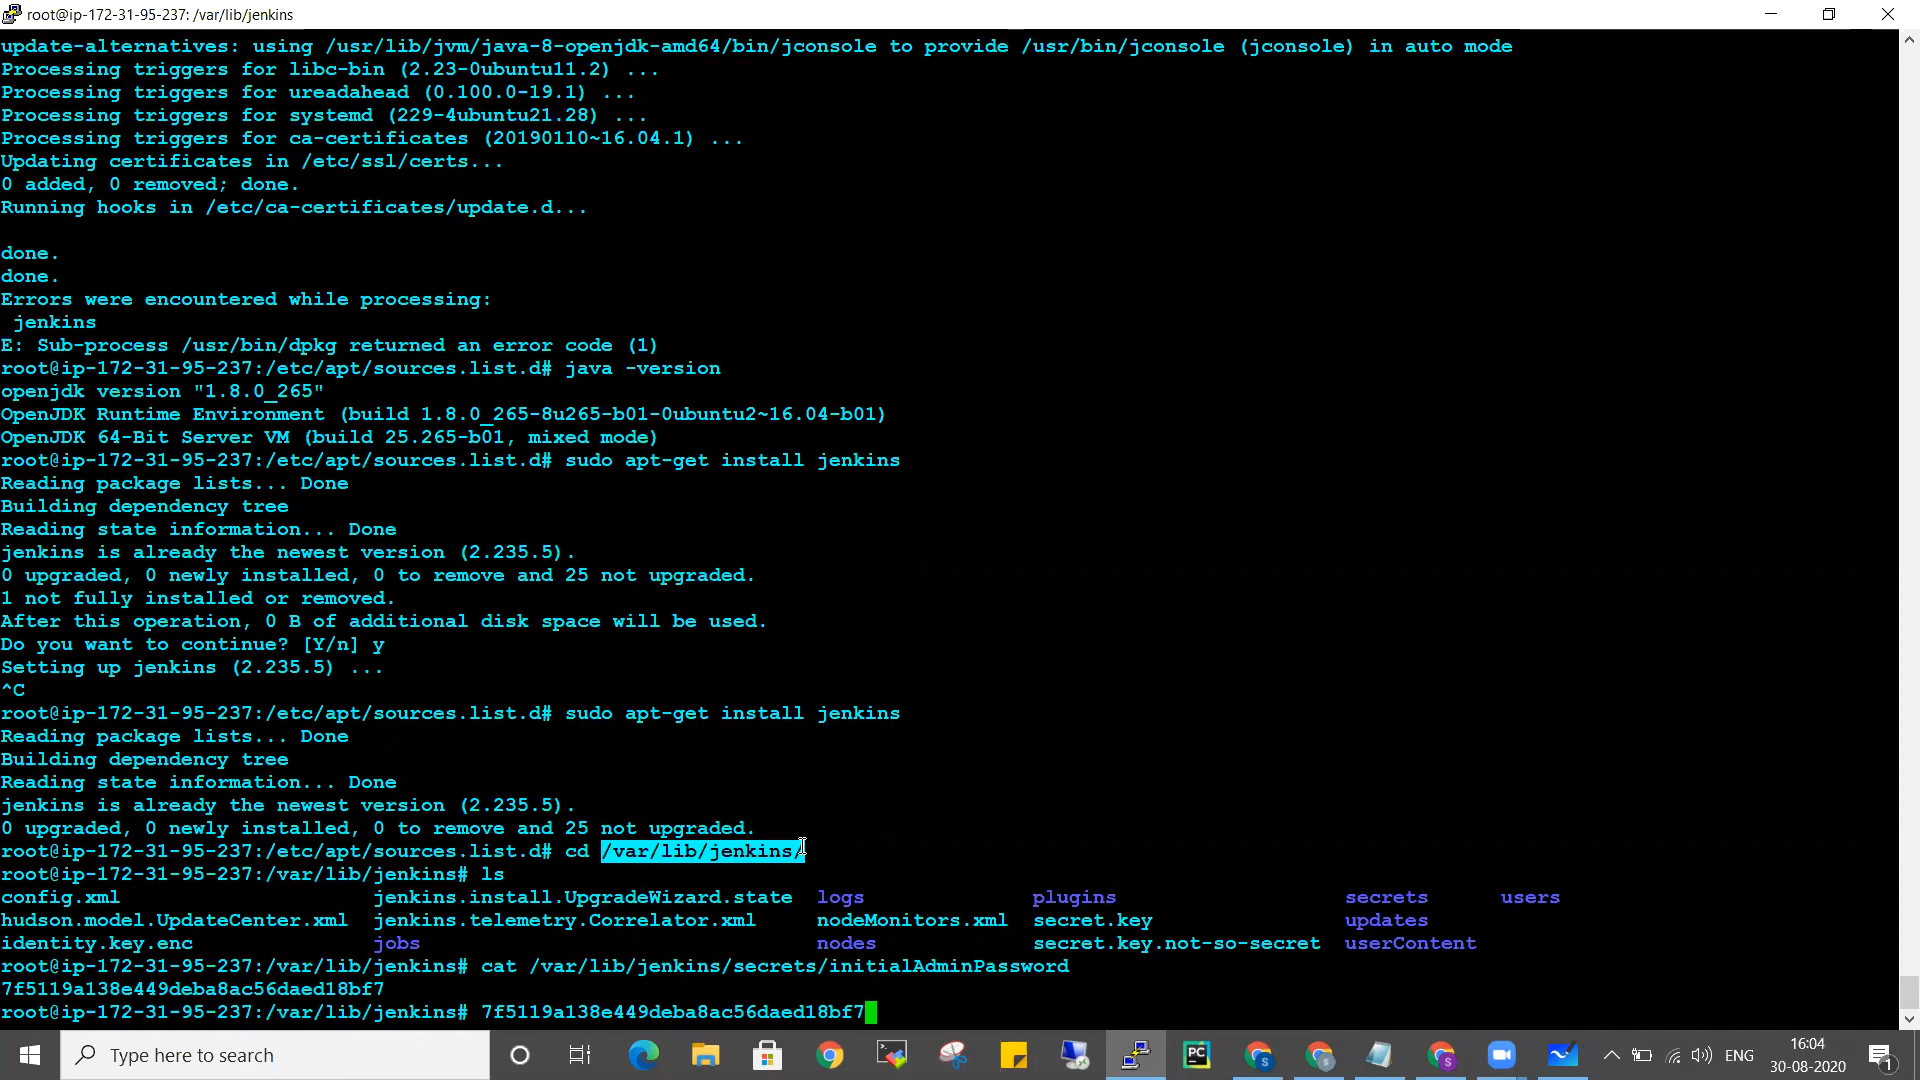 root@ip-172-31-95-237: /var/lib/jenkins
update-alternatives: using /usr/lib/jvm/java-8-openjdk-amd64/bin/jconsole to provide /usr/bin/jconsole (jconsole) in auto mode
Processing triggers for libc-bin (2.23-0ubuntu11.2) ...
Processing triggers for ureadahead (0.100.0-19.1) ...
Processing triggers for systemd (229-4ubuntu21.28) ...
Processing triggers for ca-certificates (20190110~16.04.1) ...
Updating certificates in /etc/ssl/certs...
0 added, 0 removed; done.
Running hooks in /etc/ca-certificates/update.d...
done.
done.
Errors were encountered while processing:
 jenkins
E: Sub-process /usr/bin/dpkg returned an error code (1)
root@ip-172-31-95-237:/etc/apt/sources.list.d# java -version
openjdk version "1.8.0_265"
OpenJDK Runtime Environment (build 1.8.0_265-8u265-b01-0ubuntu2~16.04-b01)
OpenJDK 64-Bit Server VM (build 25.265-b01, mixed mode)
root@ip-172-31-95-237:/etc/apt/sources.list.d# sudo apt-get install jenkins
Reading package lists... Done
Building dependency tree
Reading state information... Done
jenkins is already the newest version (2.235.5).
0 upgraded, 0 newly installed, 0 to remove and 25 not upgraded.
1 not fully installed or removed.
After this operation, 0 B of additional disk space will be used.
Do you want to continue? [Y/n] y
Setting up jenkins (2.235.5) ...
^C
root@ip-172-31-95-237:/etc/apt/sources.list.d# sudo apt-get install jenkins
Reading package lists... Done
Building dependency tree
Reading state information... Done
jenkins is already the newest version (2.235.5).
0 upgraded, 0 newly installed, 0 to remove and 25 not upgraded.
root@ip-172-31-95-237:/etc/apt/sources.list.d# cd /var/lib/jenkins/
root@ip-172-31-95-237:/var/lib/jenkins# ls
config.xml jenkins.install.UpgradeWizard.state logs plugins secrets users
hudson.model.UpdateCenter.xml jenkins.telemetry.Correlator.xml nodeMonitors.xml secret.key updates
identity.key.enc jobs nodes secret.key.not-so-secret userContent
root@ip-172-31-95-237:/var/lib/jenkins# cat /var/lib/jenkins/secrets/initialAdminPassword
7f5119a138e449deba8ac56daed18bf7
root@ip-172-31-95-237:/var/lib/jenkins# 7f5119a138e449deba8ac56daed18bf7
Type here to search
ENG
16:04
30-08-2020
1